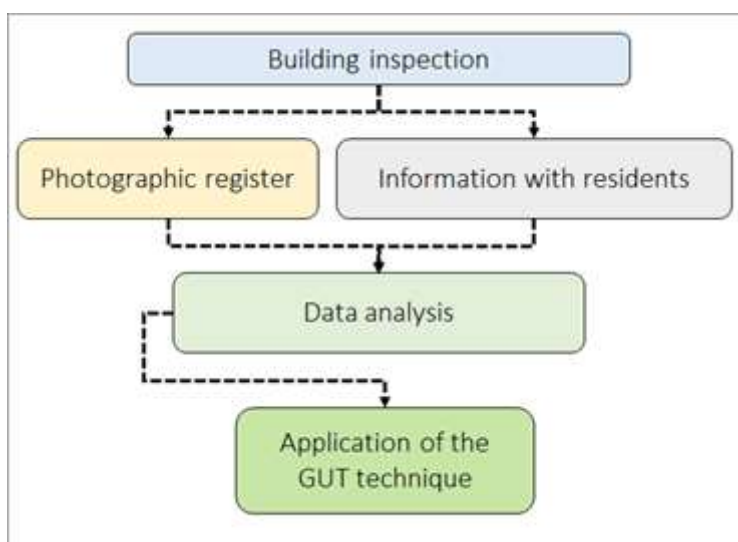 Building inspection
Photographic register
Information with residents
Data analysis
Application of the
GUT technique